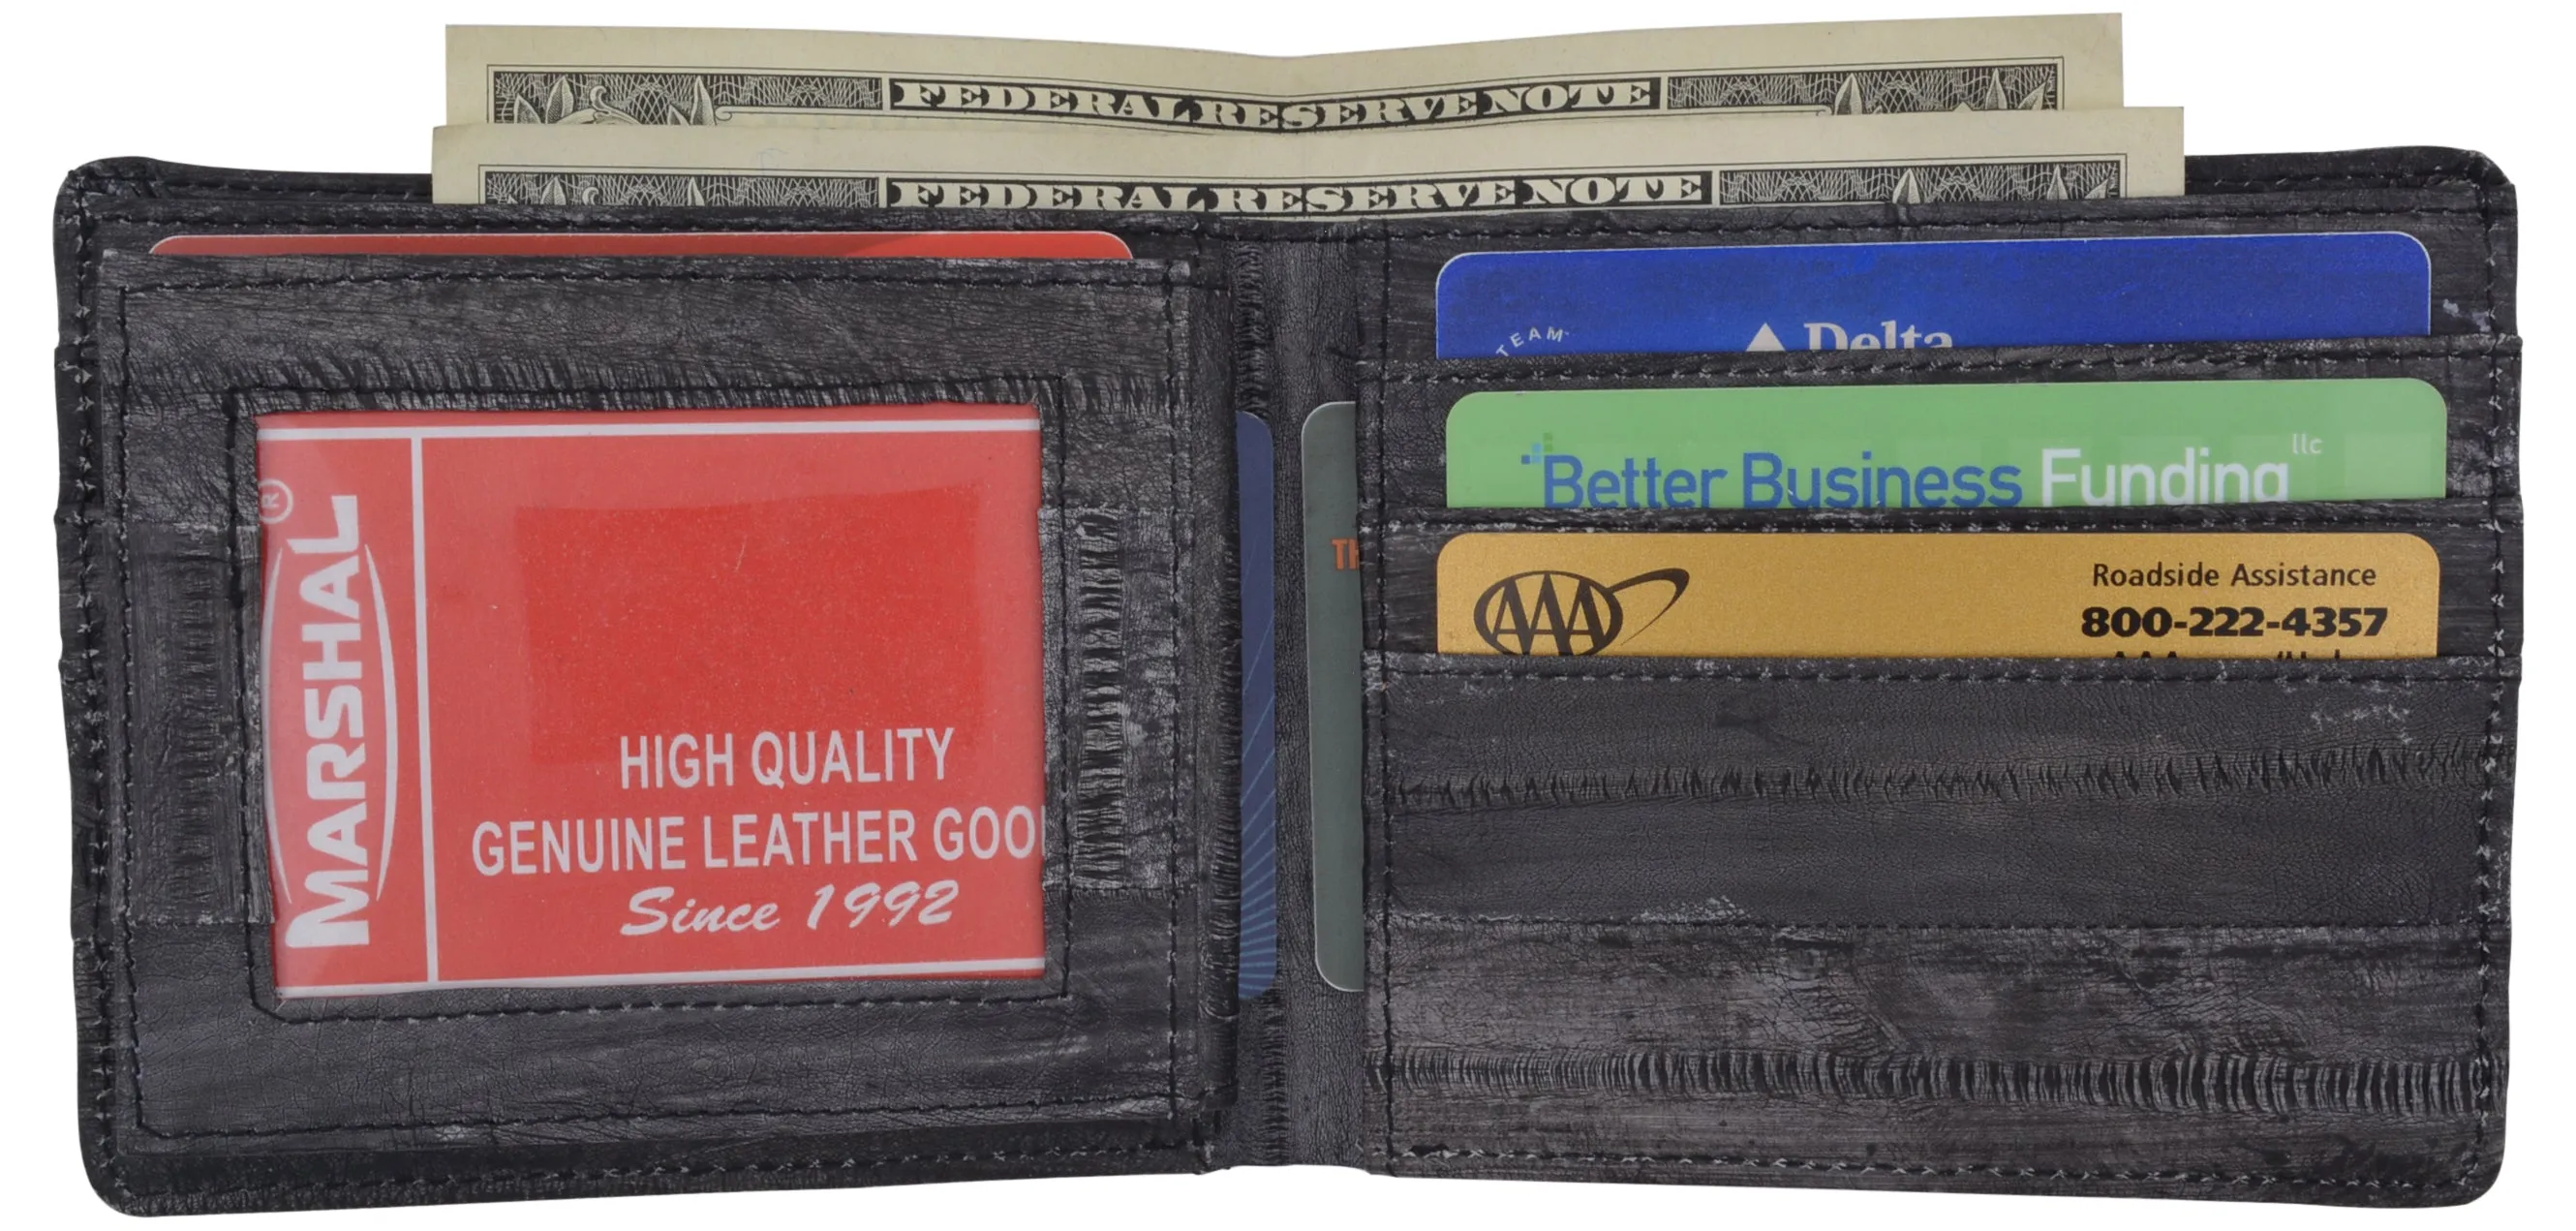 FEDERAL RESERVE NOTE
FEDERAL RESERVE NOTE
MARSHAL®
HIGH QUALITY
GENUINE LEATHER GOO
Since 1992
TEAM
Delta
Better Business Funding llc
TH
AAA
Roadside Assistance
800-222-4357